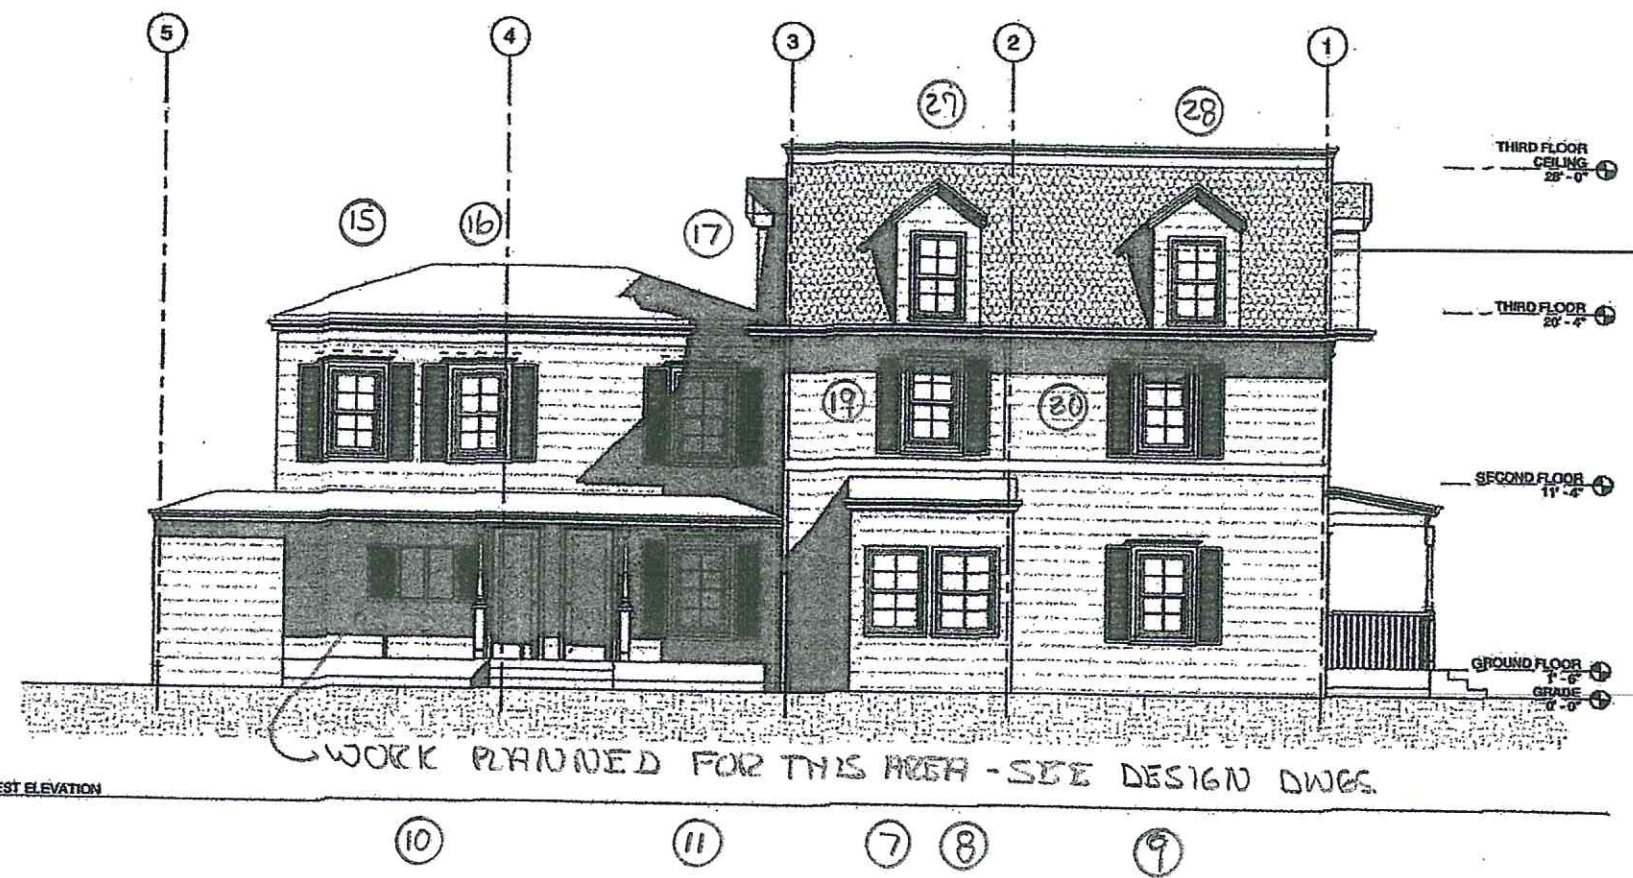 5 4 3 2 1
27 28
THIRD FLOOR
CEILING
28'-0"
15 16 17
THIRD FLOOR
20'-4"
19 20
SECOND FLOOR
11'-4"
GROUND FLOOR
1'-6"
GRADE
0'-0"
WORK PLANNED FOR THIS AREA - SEE DESIGN DWGS.
EST ELEVATION
10 11 7 8 9